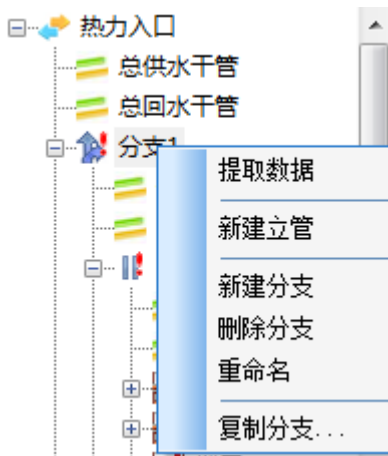 热力入口
总供水干管
总回水干管
分支1
提取数据
新建立管
新建分支
删除分支
重命名
复制分支...